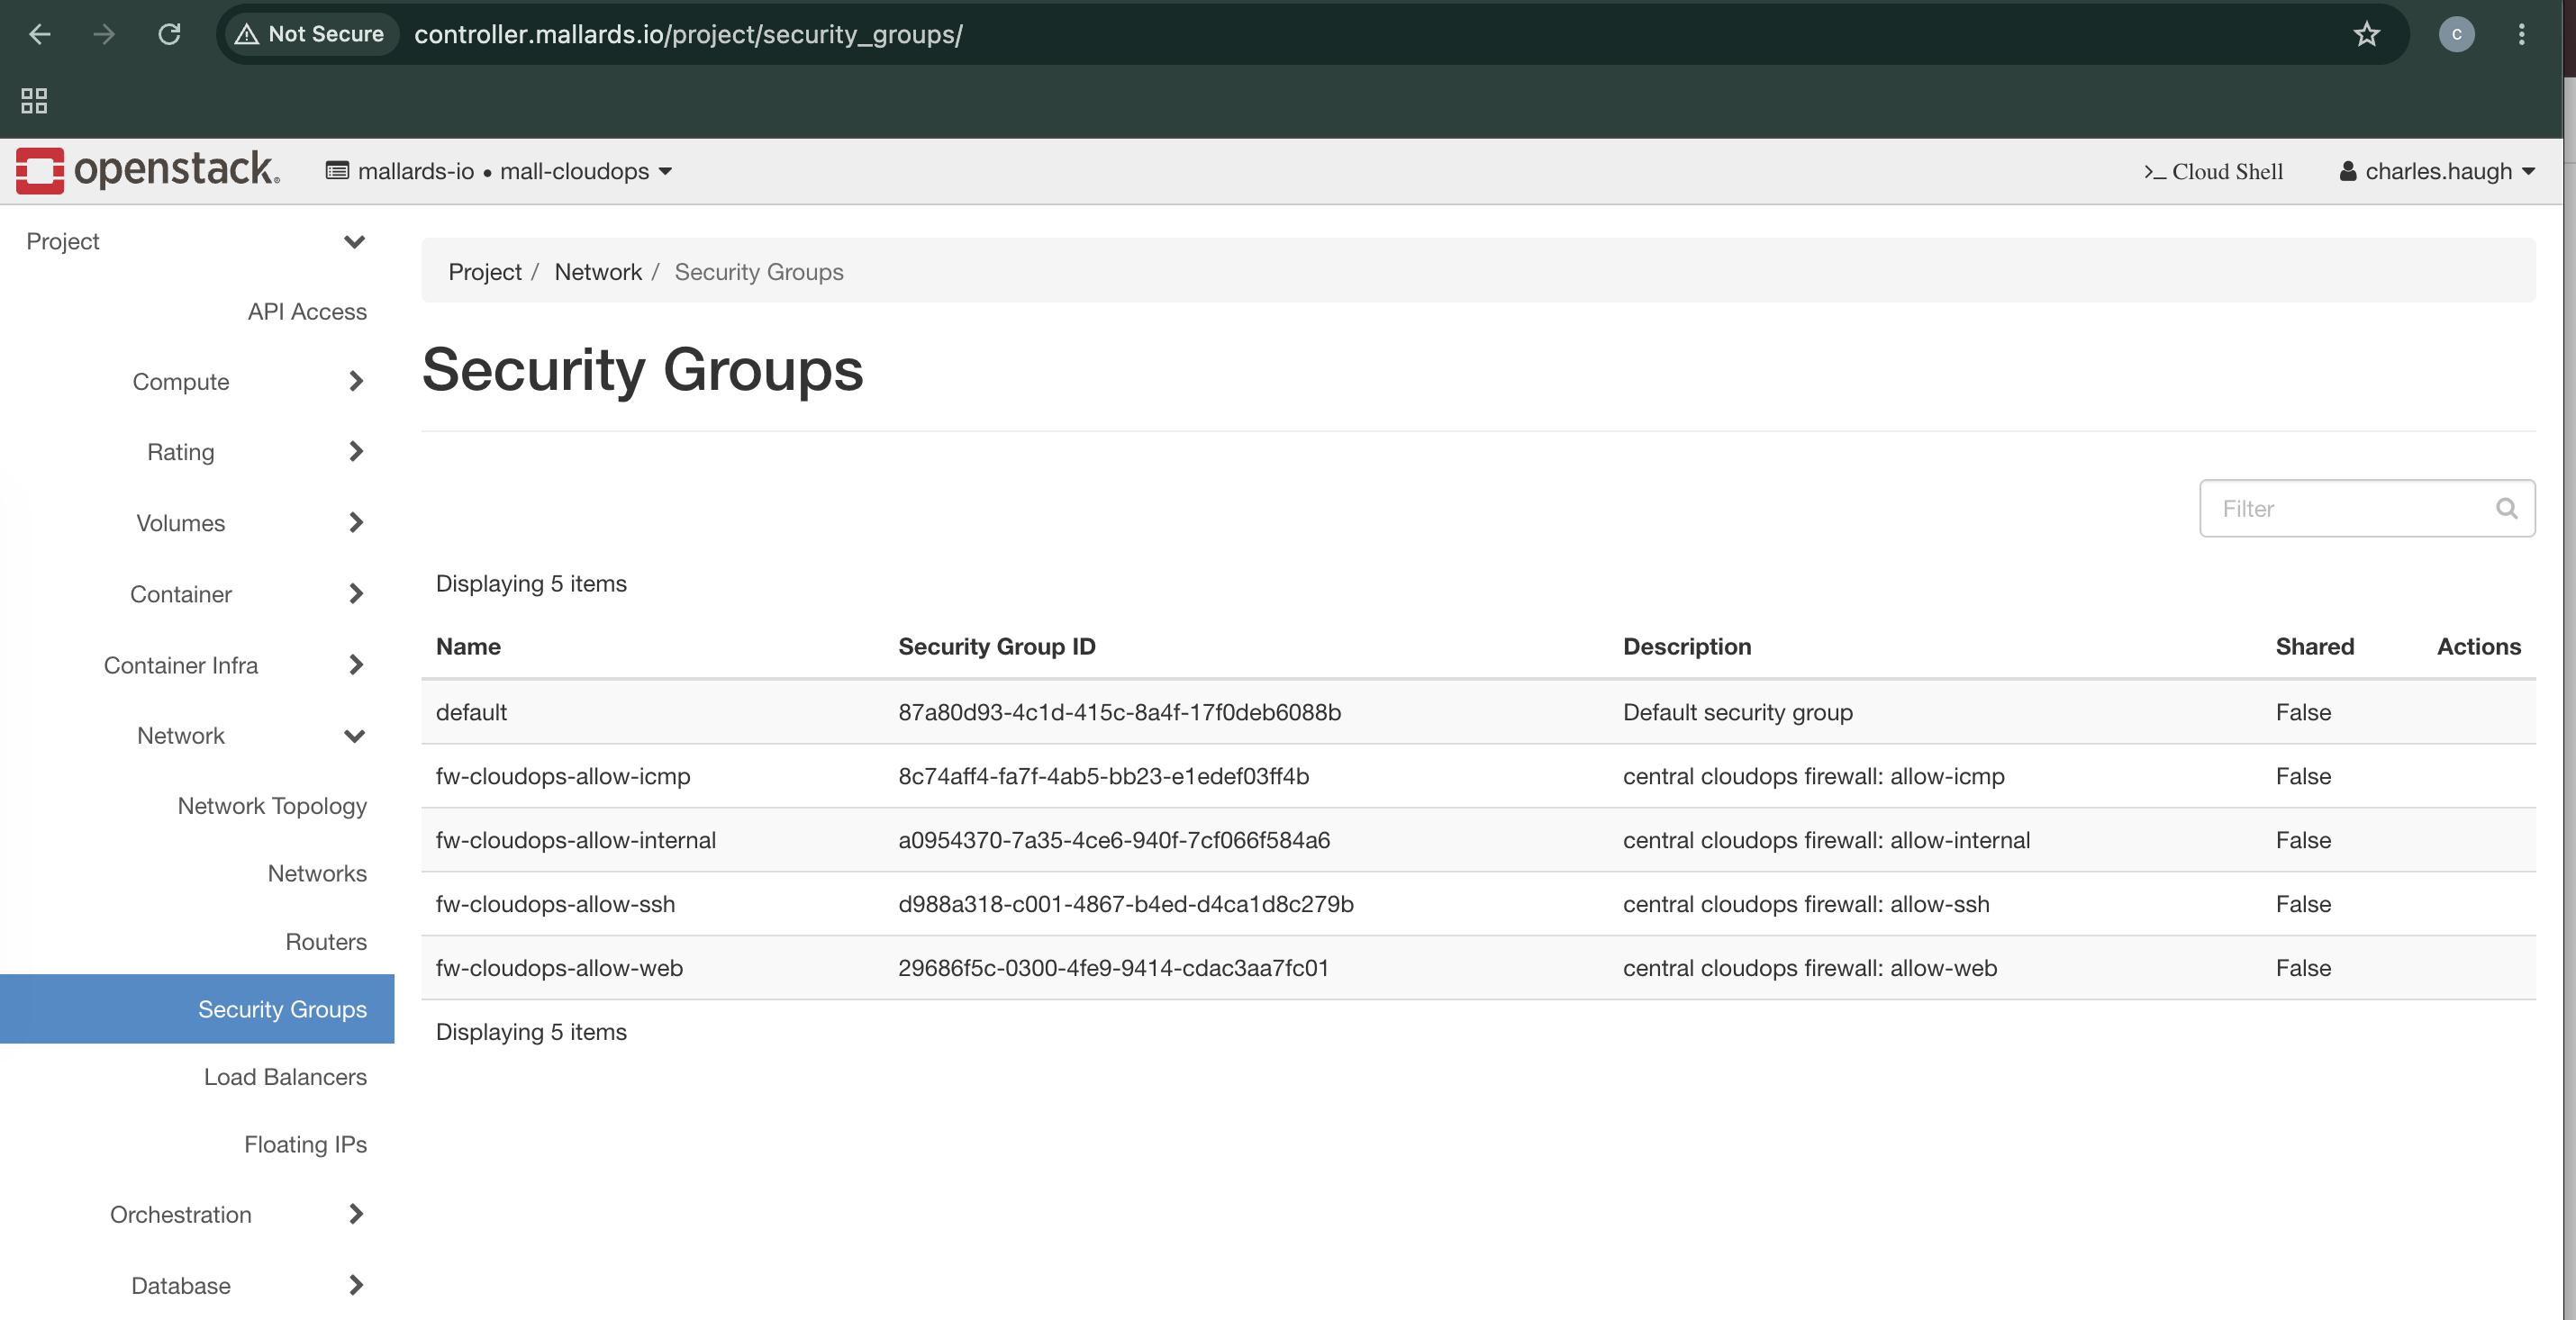 Not Secure controller.mallards.io/project/security_groups/
C
openstack.
mallards-io • mall-cloudops
>_ Cloud Shell
charles.haugh
Project
API Access
Compute
Rating
Volumes
Container
Container Infra
Network
Network Topology
Networks
Routers
Security Groups
Load Balancers
Floating IPs
Orchestration
Database
Project / Network / Security Groups
Security Groups
Filter
Displaying 5 items
Name Security Group ID Description Shared Actions
default 87a80d93-4c1d-415c-8a4f-17f0deb6088b Default security group False
fw-cloudops-allow-icmp 8c74aff4-fa7f-4ab5-bb23-e1edef03ff4b central cloudops firewall: allow-icmp False
fw-cloudops-allow-internal a0954370-7a35-4ce6-940f-7cf066f584a6 central cloudops firewall: allow-internal False
fw-cloudops-allow-ssh d988a318-c001-4867-b4ed-d4ca1d8c279b central cloudops firewall: allow-ssh False
fw-cloudops-allow-web 29686f5c-0300-4fe9-9414-cdac3aa7fc01 central cloudops firewall: allow-web False
Displaying 5 items